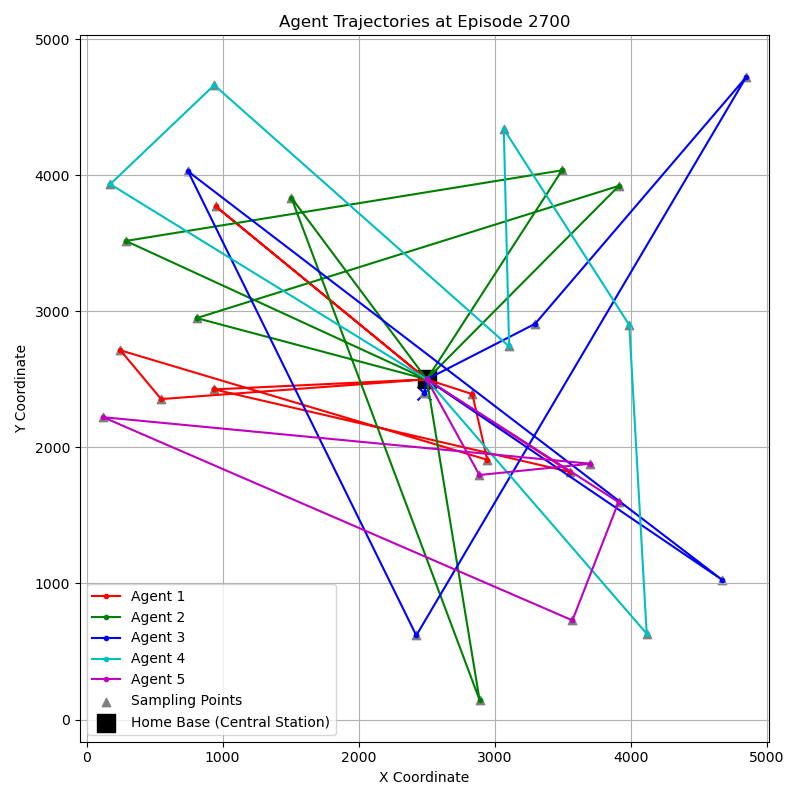 Agent Trajectories at Episode 2700
Y Coordinate
5000
4000
3000
2000
1000
0
Agent 1
Agent 2
Agent 3
Agent 4
Agent 5
Sampling Points
Home Base (Central Station)
0 1000 2000 3000 4000 5000
X Coordinate